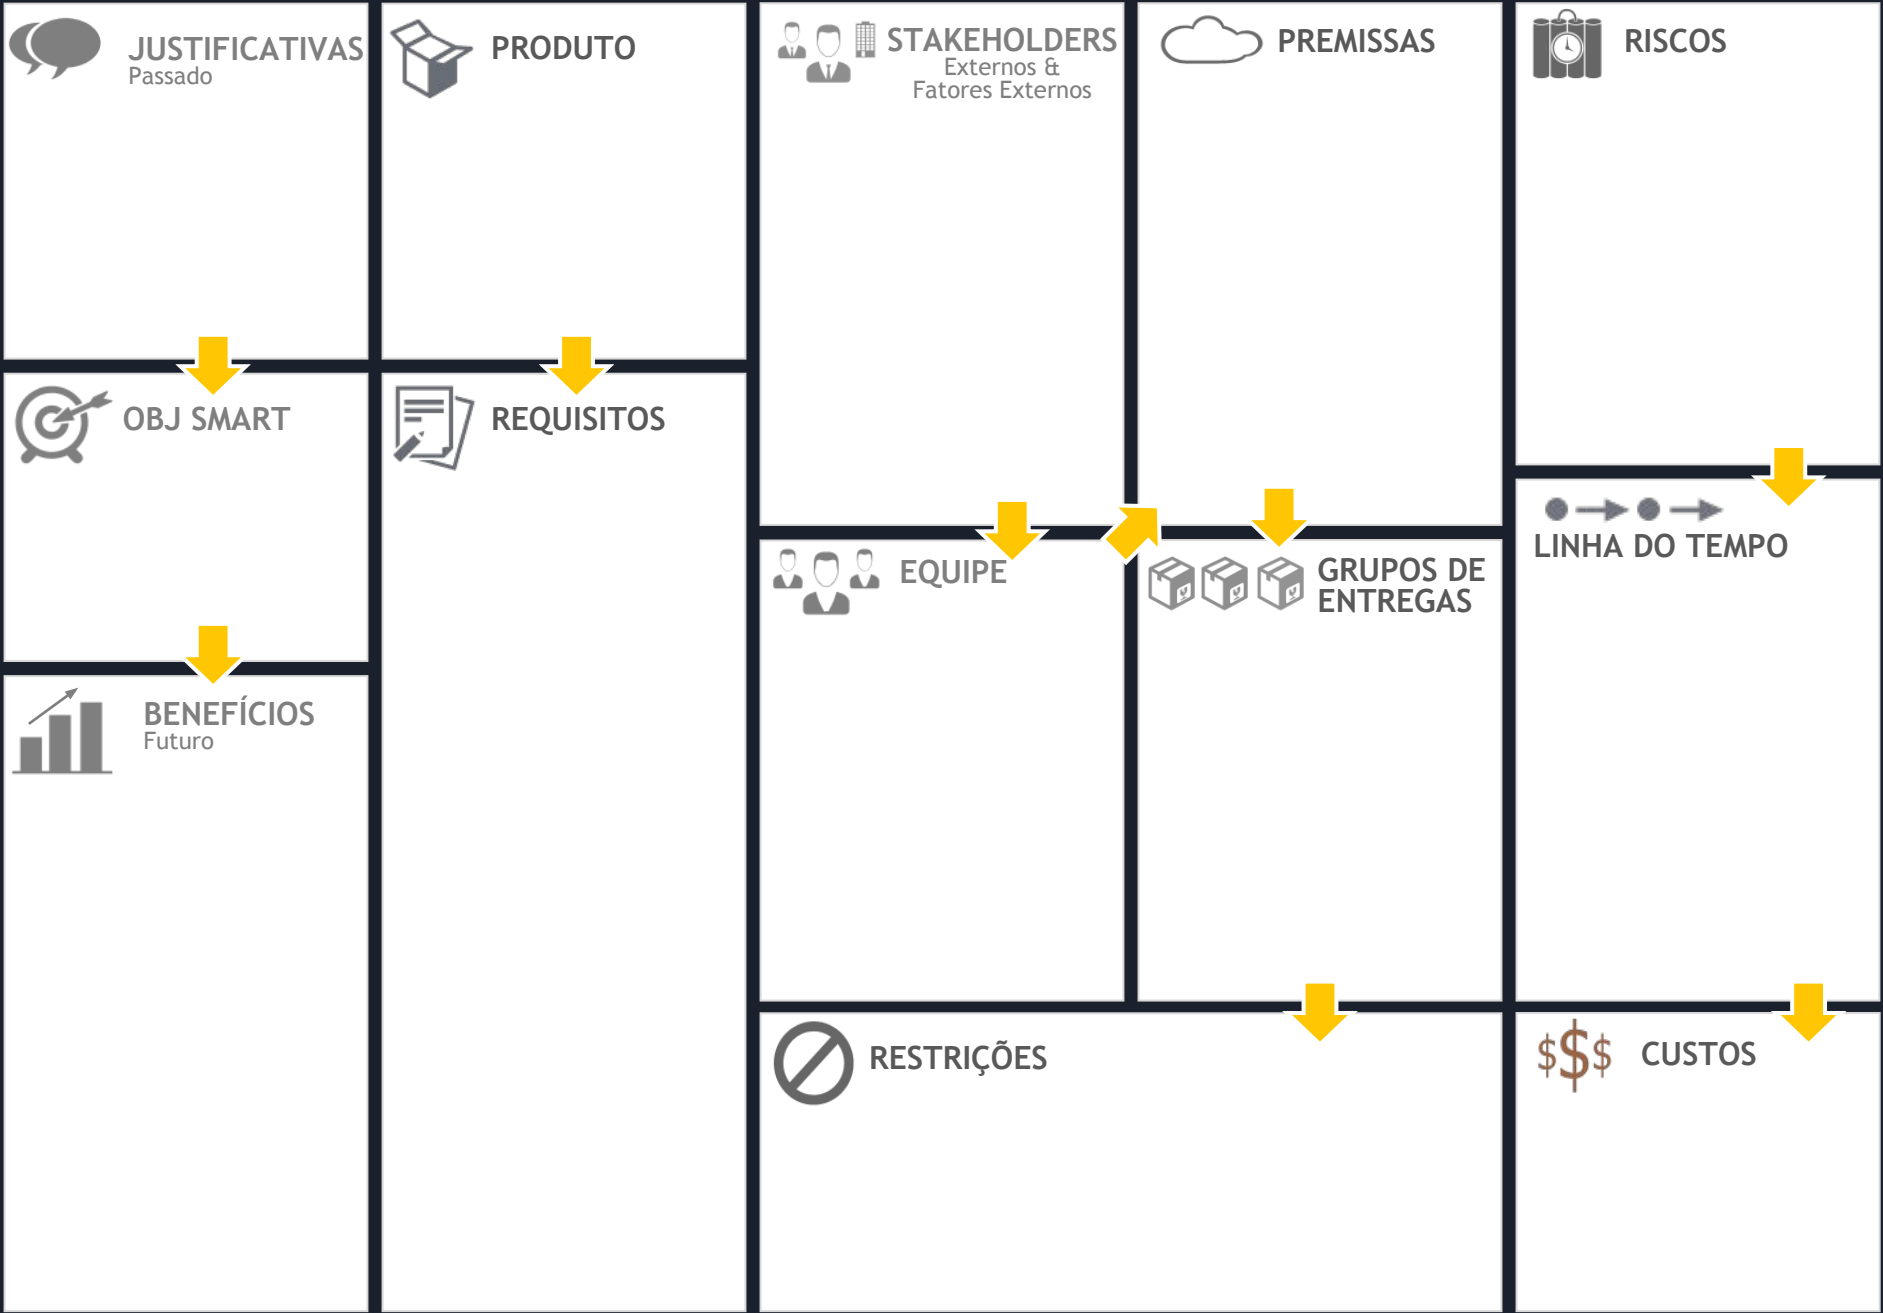 JUSTIFICATIVAS
Passado
OBJ SMART
BENEFÍCIOS
Futuro
PRODUTO
REQUISITOS
STAKEHOLDERS
Externos &
Fatores Externos
EQUIPE
PREMISSAS
GRUPOS DE
ENTREGAS
RESTRIÇÕES
RISCOS
LINHA DO TEMPO
$$$ CUSTOS